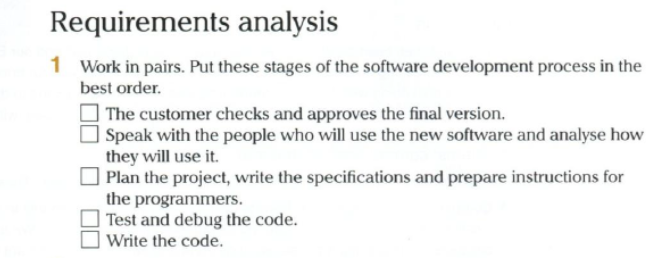 Requirements analysis
1 Work in pairs. Put these stages of the software development process in the
best order.
The customer checks and approves the final version.
Speak with the people who will use the new software and analyse how
they will use it.
Plan the project, write the specifications and prepare instructions for
the programmers.
Test and debug the code.
Write the code.